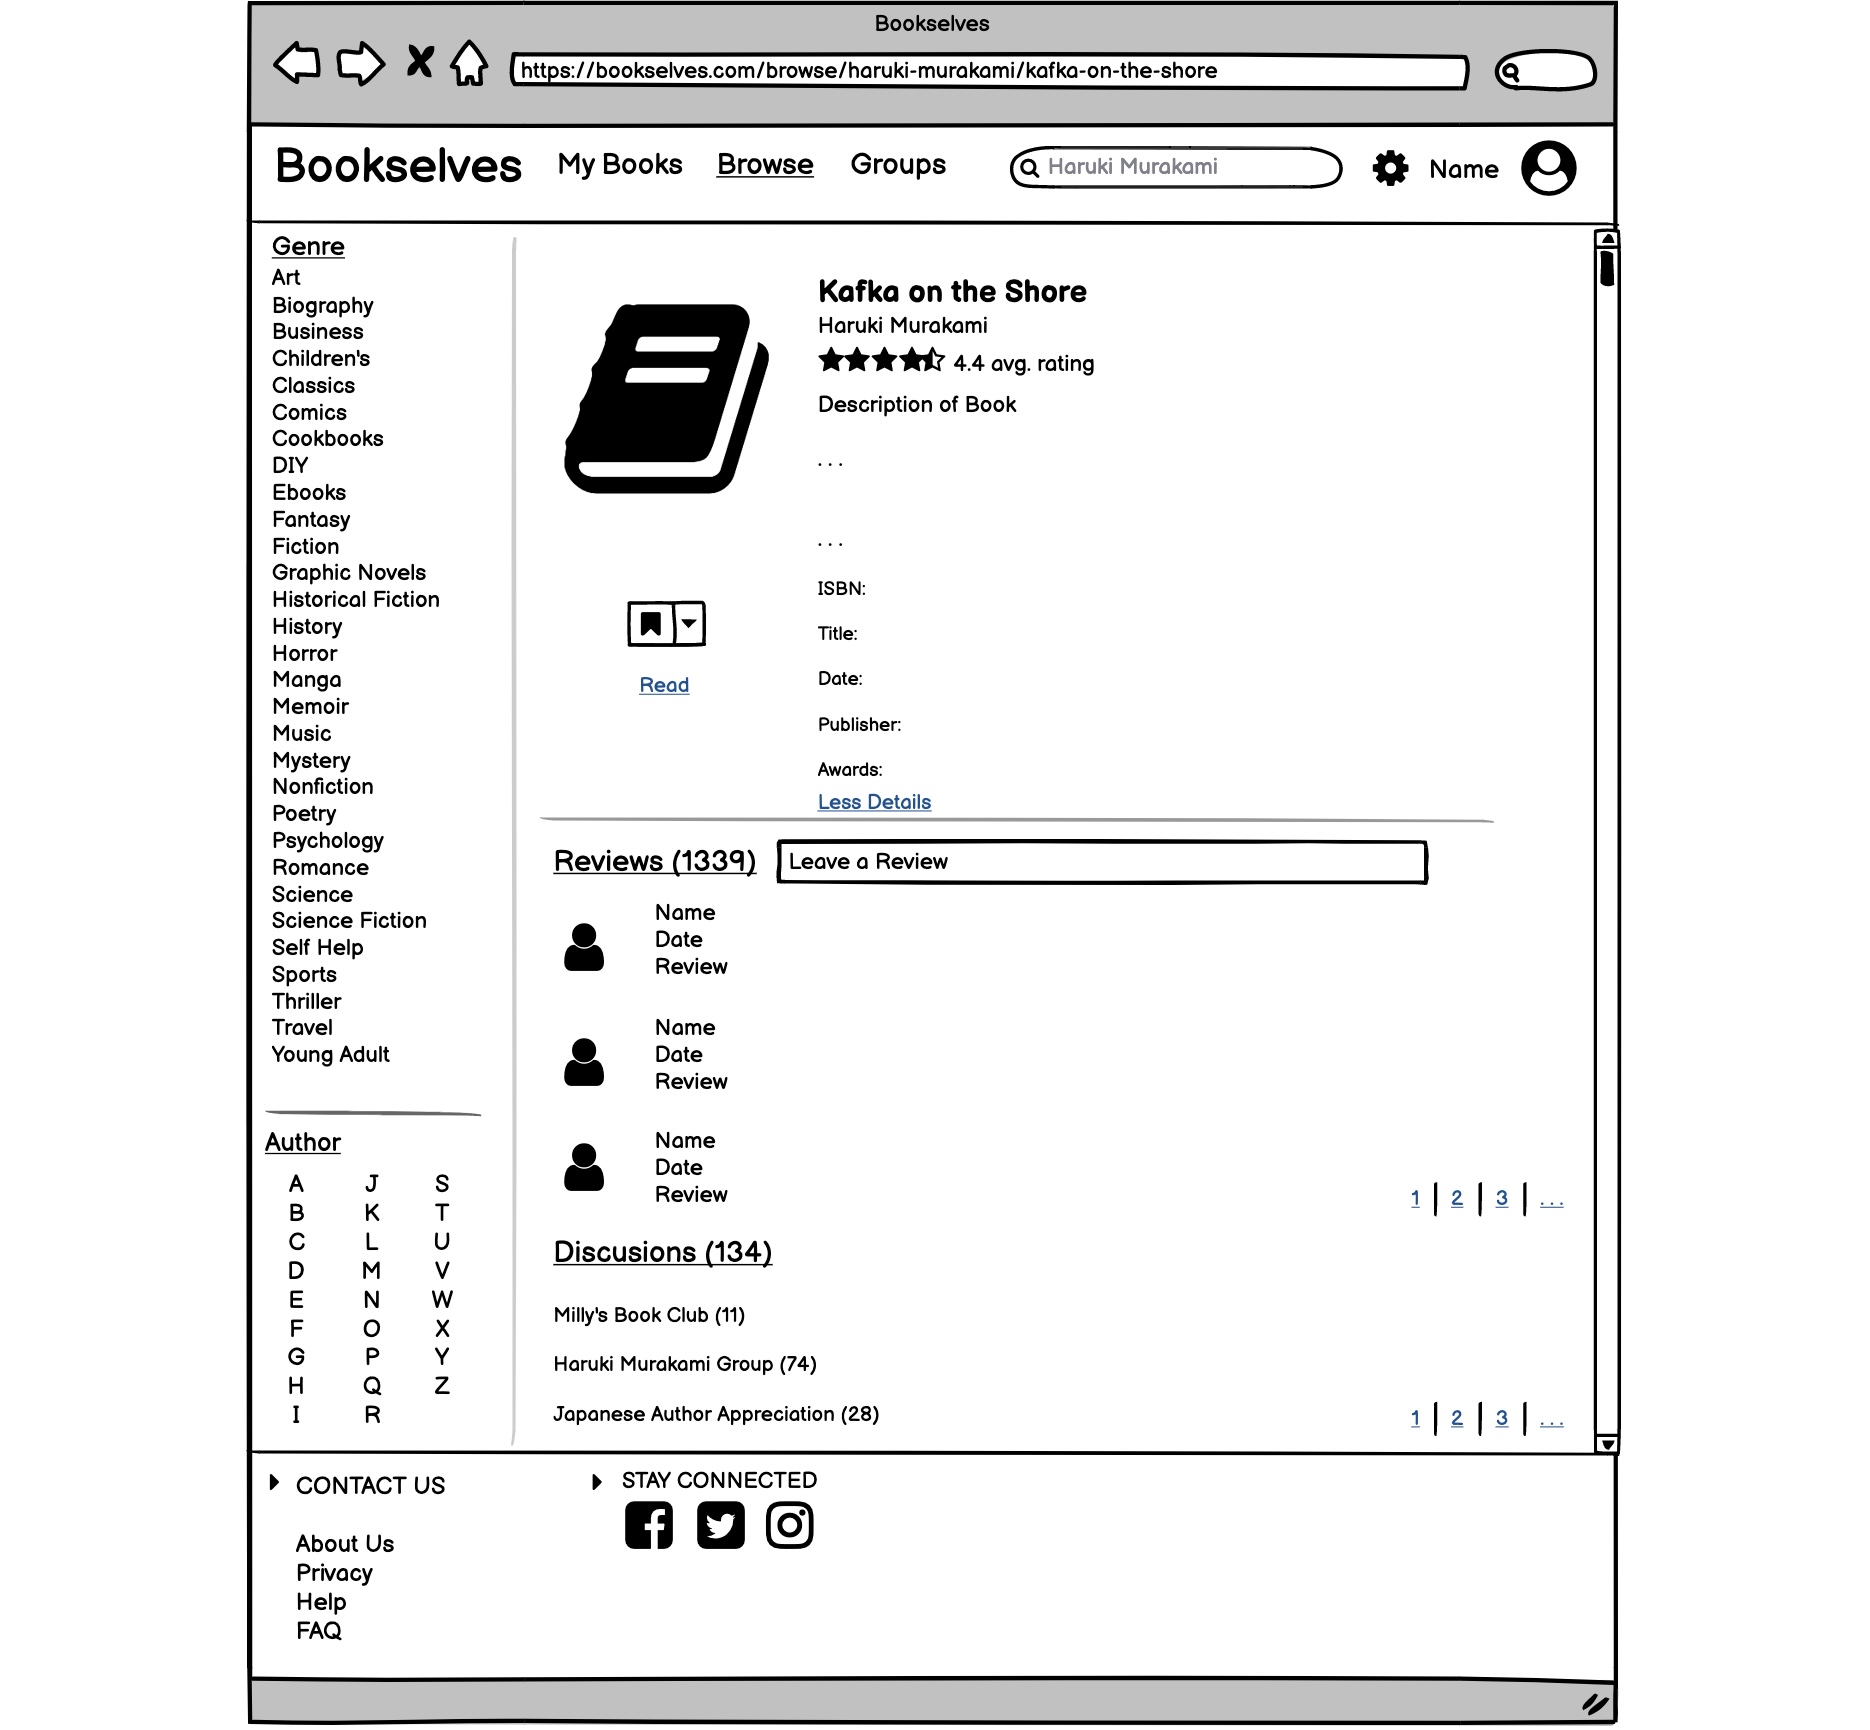 Bookselves
https://bookselves.com/browse/haruki-murakami/kafka-on-the-shore
Bookselves My Books Browse Groups Haruki Murakami Name
Genre
Art
Biography
Business
Children's
Classics
Comics
Cookbooks
DIY
Ebooks
Fantasy
Fiction
Graphic Novels
Historical Fiction
History
Horror
Manga
Memoir
Music
Mystery
Nonfiction
Poetry
Psychology
Romance
Science
Science Fiction
Self Help
Sports
Thriller
Travel
Young Adult
Author
A J S
B K T
C L U
D M V
E N W
F O X
G P Y
H Q Z
I R
Read
Kafka on the Shore
Haruki Murakami
4.4 avg. rating
Description of Book
...
...
ISBN:
Title:
Date:
Publisher:
Awards:
Less Details
Reviews (1339) Leave a Review
Name
Date
Review
Name
Date
Review
Name
Date
Review
1 2 3 ...
Discusions (134)
Milly's Book Club (11)
Haruki Murakami Group (74)
Japanese Author Appreciation (28)
1 2 3 ...
CONTACT US
About Us
Privacy
Help
FAQ
STAY CONNECTED